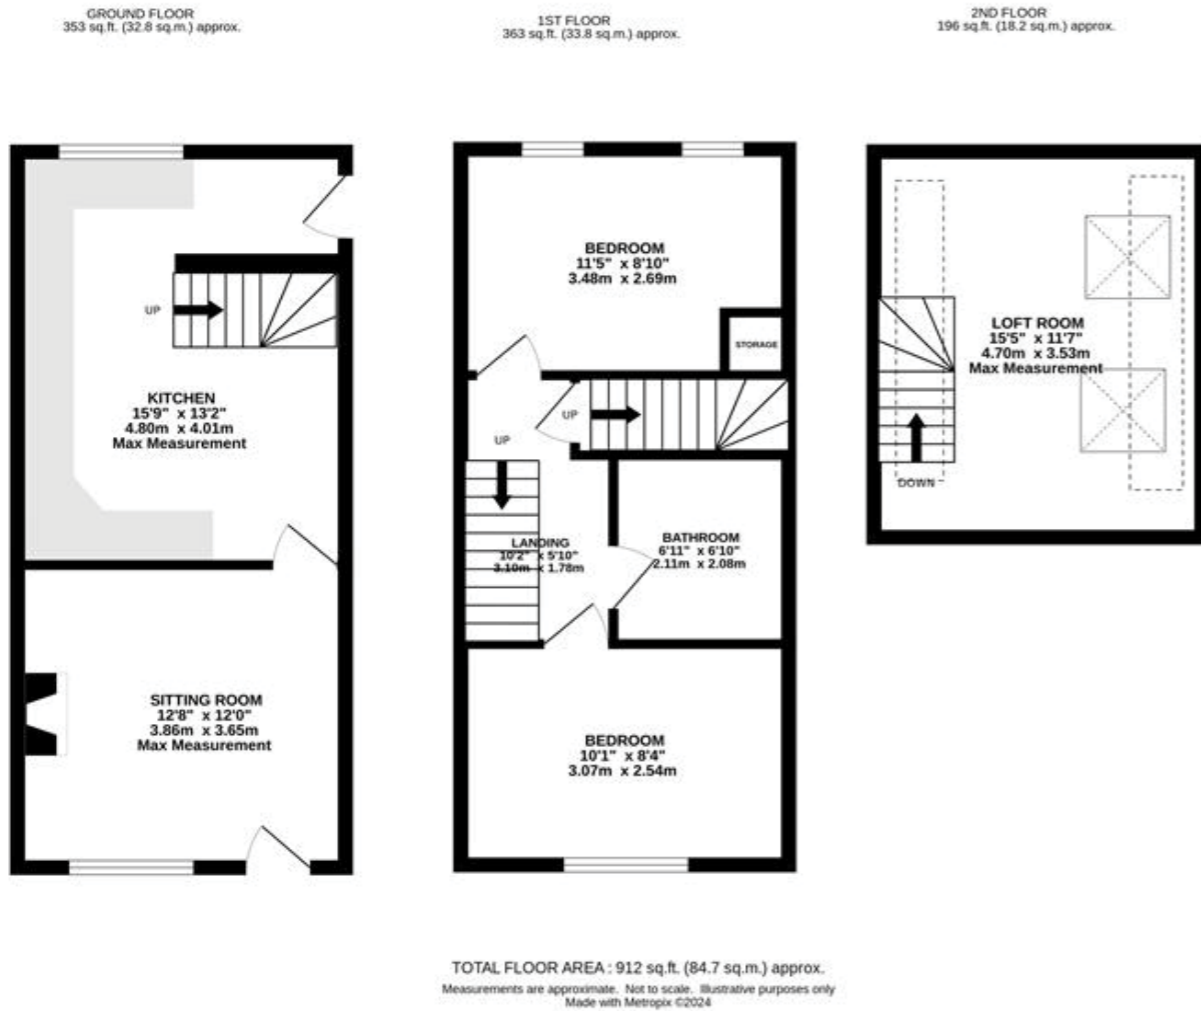 GROUND FLOOR
353 sq.ft. (32.8 sq.m.) approx.
1ST FLOOR
363 sq.ft. (33.8 sq.m.) approx.
2ND FLOOR
196 sq.ft. (18.2 sq.m.) approx.
UP
KITCHEN
15'9" x 13'2"
4.80m x 4.01m
Max Measurement
SITTING ROOM
12'8" x 12'0"
3.86m x 3.65m
Max Measurement
BEDROOM
11'5" x 8'10"
3.48m x 2.69m
STORAGE
UP
UP
LANDING
10'2" x 5'10"
3.10m x 1.78m
BATHROOM
6'11" x 6'10"
2.11m x 2.08m
BEDROOM
10'1" x 8'4"
3.07m x 2.54m
LOFT ROOM
15'5" x 11'7"
4.70m x 3.53m
Max Measurement
DOWN
TOTAL FLOOR AREA : 912 sq.ft. (84.7 sq.m.) approx.
Measurements are approximate. Not to scale. Illustrative purposes only
Made with Metropix ©2024